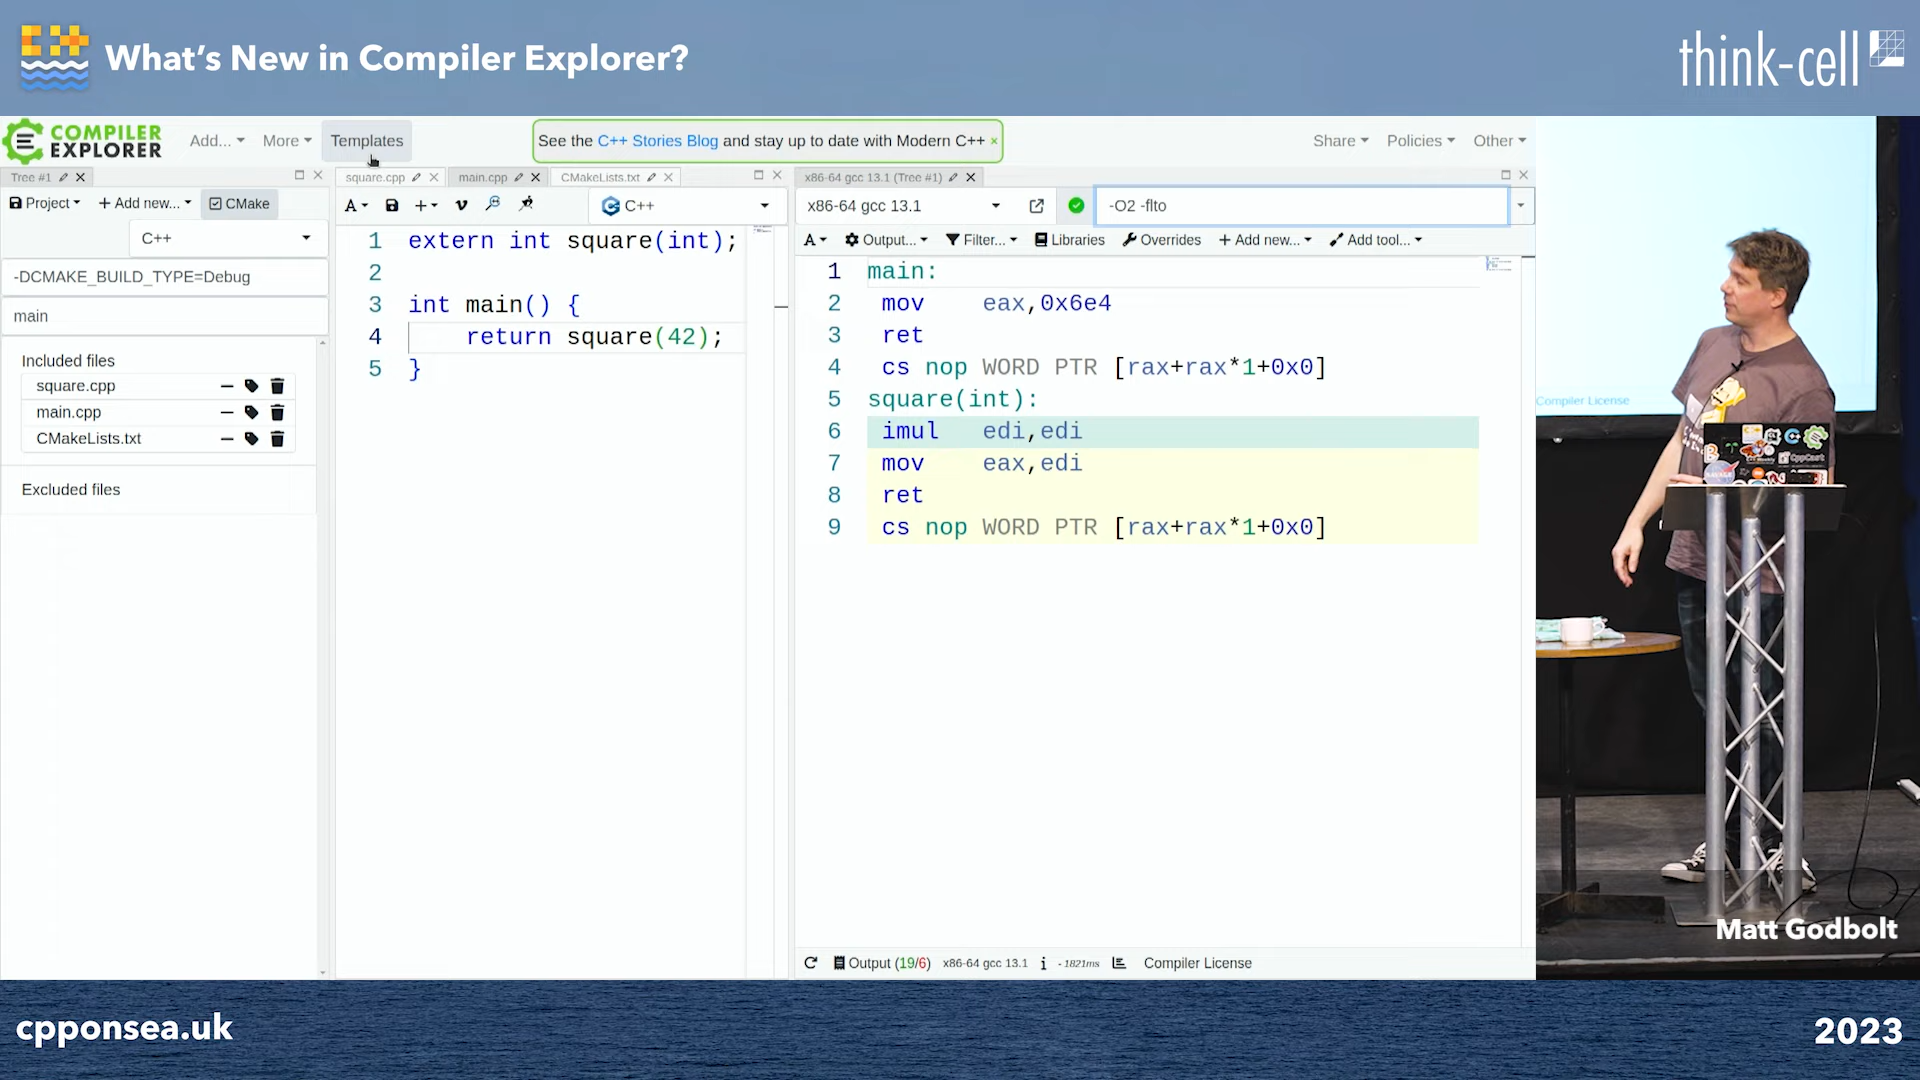 What's New in Compiler Explorer?
think-cell
COMPILER EXPLORER
Add...
More
Templates
See the C++ Stories Blog and stay up to date with Modern C++ ×
Share
Policies
Other
Tree #1
square.cpp
main.cpp
CMakeLists.txt
x86-64 gcc 13.1 (Tree #1)
Project
+ Add new...
CMake
C++
-DCMAKE_BUILD_TYPE=Debug
main
Included files
square.cpp
main.cpp
CMakeLists.txt
Excluded files
A
C++
1 extern int square(int);
2
3 int main() {
4 return square(42);
5 }
x86-64 gcc 13.1
-O2 -flto
A
Output...
Filter...
Libraries
Overrides
+ Add new...
Add tool...
1 main:
2 mov eax,0x6e4
3 ret
4 cs nop WORD PTR [rax+rax*1+0x0]
5 square(int):
6 imul edi,edi
7 mov eax,edi
8 ret
9 cs nop WORD PTR [rax+rax*1+0x0]
Output (19/6)
x86-64 gcc 13.1
i
- 1821ms
Compiler License
Compiler License
CppCast
Matt Godbolt
cpponsea.uk
2023